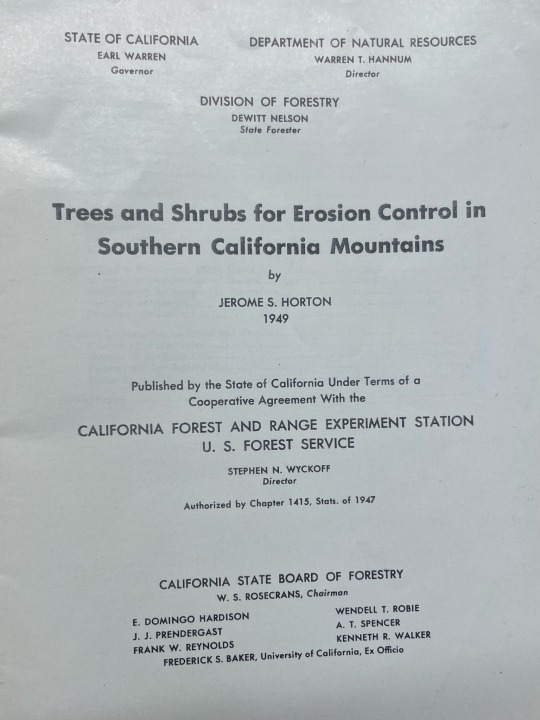 STATE OF CALIFORNIA
EARL WARREN
Governor
DEPARTMENT OF NATURAL RESOURCES
WARREN T. HANNUM
Director
DIVISION OF FORESTRY
DEWITT NELSON
State Forester
Trees and Shrubs for Erosion Control in
Southern California Mountains
by
JEROME S. HORTON
1949
Published by the State of California Under Terms of a
Cooperative Agreement With the
CALIFORNIA FOREST AND RANGE EXPERIMENT STATION
U. S. FOREST SERVICE
STEPHEN N. WYCKOFF
Director
Authorized by Chapter 1415, Stats. of 1947
CALIFORNIA STATE BOARD OF FORESTRY
W. S. ROSECRANS, Chairman
E. DOMINGO HARDISON
J. J. PRENDERGAST
FRANK W. REYNOLDS
WENDELL T. ROBIE
A. T. SPENCER
KENNETH R. WALKER
FREDERICK S. BAKER, University of California, Ex Officio